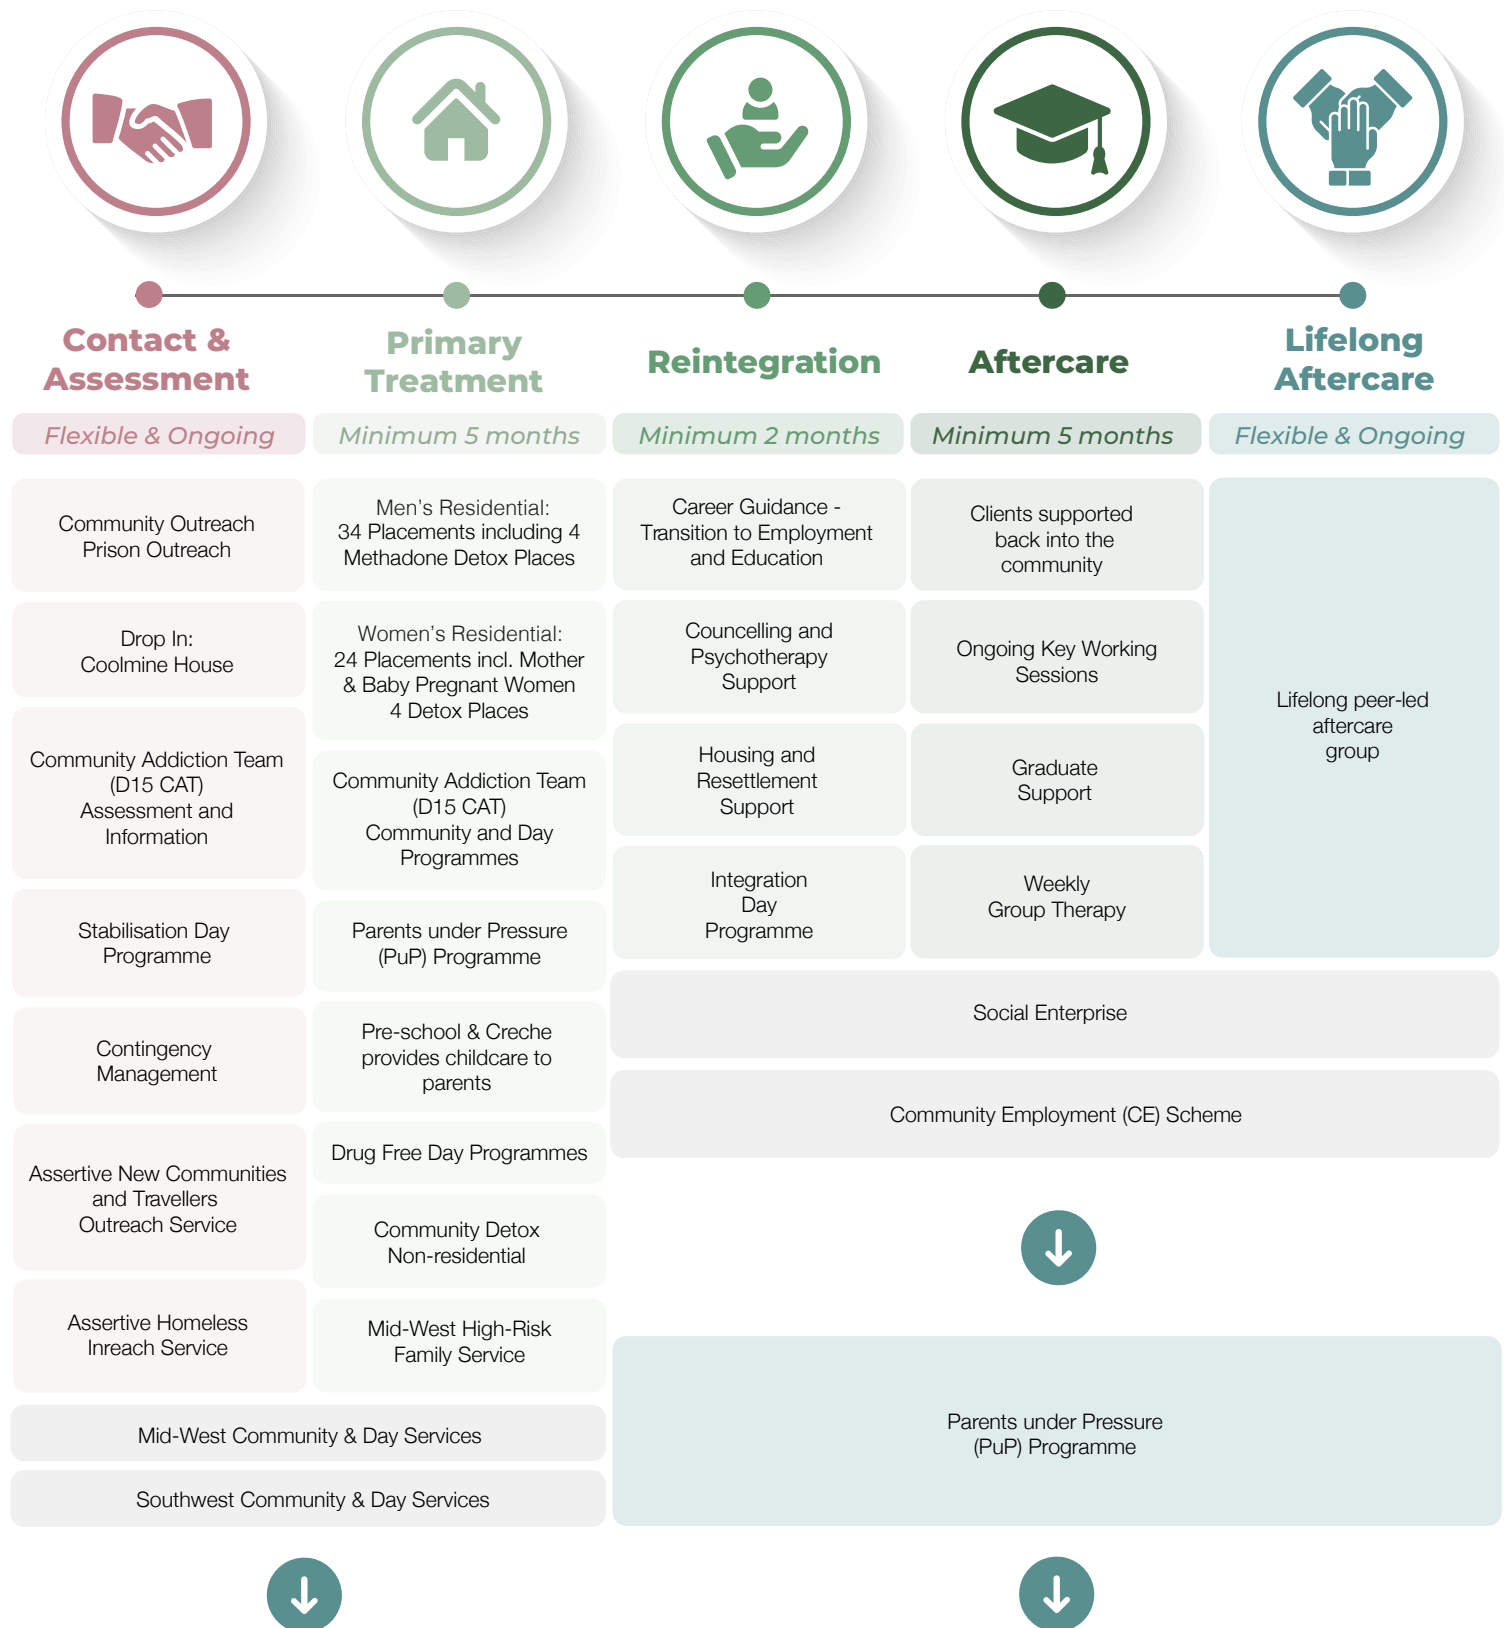 Contact &
Assessment
Flexible & Ongoing
Community Outreach
Prison Outreach
Drop In:
Coolmine House
Community Addiction Team
(D15 CAT)
Assessment and
Information
Stabilisation Day
Programme
Contingency
Management
Assertive New Communities
and Travellers
Outreach Service
Assertive Homeless
Inreach Service
Primary
Treatment
Minimum 5 months
Men's Residential:
34 Placements including 4
Methadone Detox Places
Women's Residential:
24 Placements incl. Mother
& Baby Pregnant Women
4 Detox Places
Community Addiction Team
(D15 CAT)
Community and Day
Programmes
Parents under Pressure
(PuP) Programme
Pre-school & Creche
provides childcare to
parents
Drug Free Day Programmes
Community Detox
Non-residential
Mid-West High-Risk
Family Service
Mid-West Community & Day Services
Southwest Community & Day Services
Reintegration
Minimum 2 months
Career Guidance -
Transition to Employment
and Education
Councelling and
Psychotherapy
Support
Housing and
Resettlement
Support
Integration
Day
Programme
Aftercare
Minimum 5 months
Clients supported
back into the
community
Ongoing Key Working
Sessions
Graduate
Support
Weekly
Group Therapy
Lifelong
Aftercare
Flexible & Ongoing
Lifelong peer-led
aftercare
group
Social Enterprise
Community Employment (CE) Scheme
Parents under Pressure
(PuP) Programme